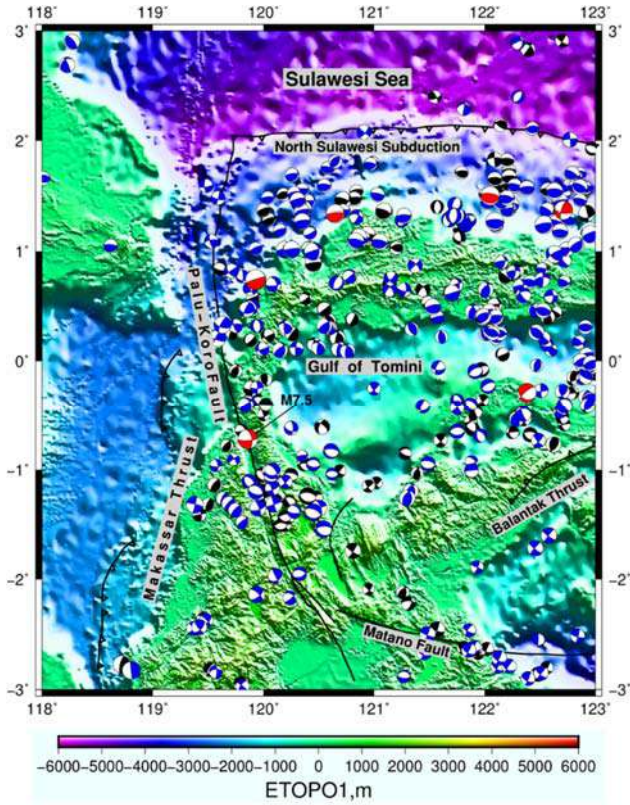 118˚ 119˚ 120˚ 121˚ 122˚ 123˚
3˚ 3˚
Sulawesi Sea
2˚ 2˚
North Sulawesi Subduction
1˚ 1˚
Palu-Koro Fault
0˚ 0˚
Gulf of Tomini
M7.5
Makassar Thrust
−1˚ −1˚
Balantak Thrust
−2˚ −2˚
Matano Fault
−3˚ −3˚
118˚ 119˚ 120˚ 121˚ 122˚ 123˚
−6000 −5000 −4000 −3000 −2000 −1000 0 1000 2000 3000 4000 5000 6000
ETOPO1,m